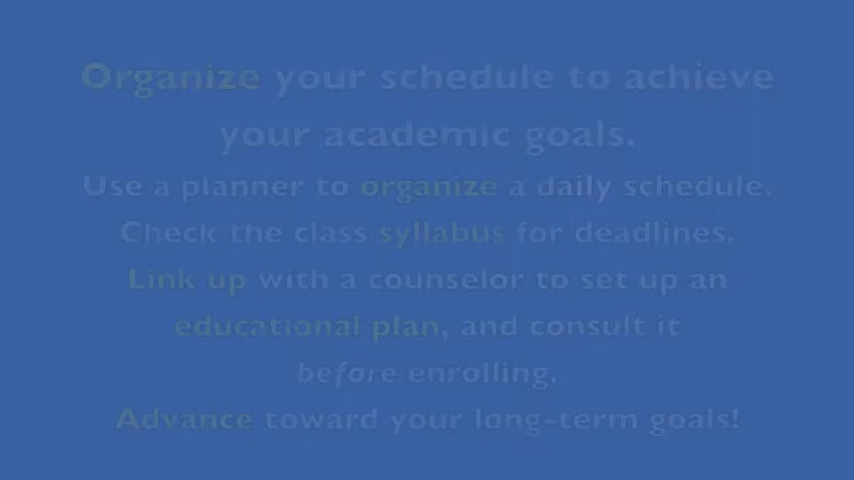 Organize your schedule to achieve
your academic goals.
Use a planner to organize a daily schedule.
Check the class syllabus for deadlines.
Link up with a counselor to set up an
educational plan, and consult it
before enrolling.
Advance toward your long-term goals!